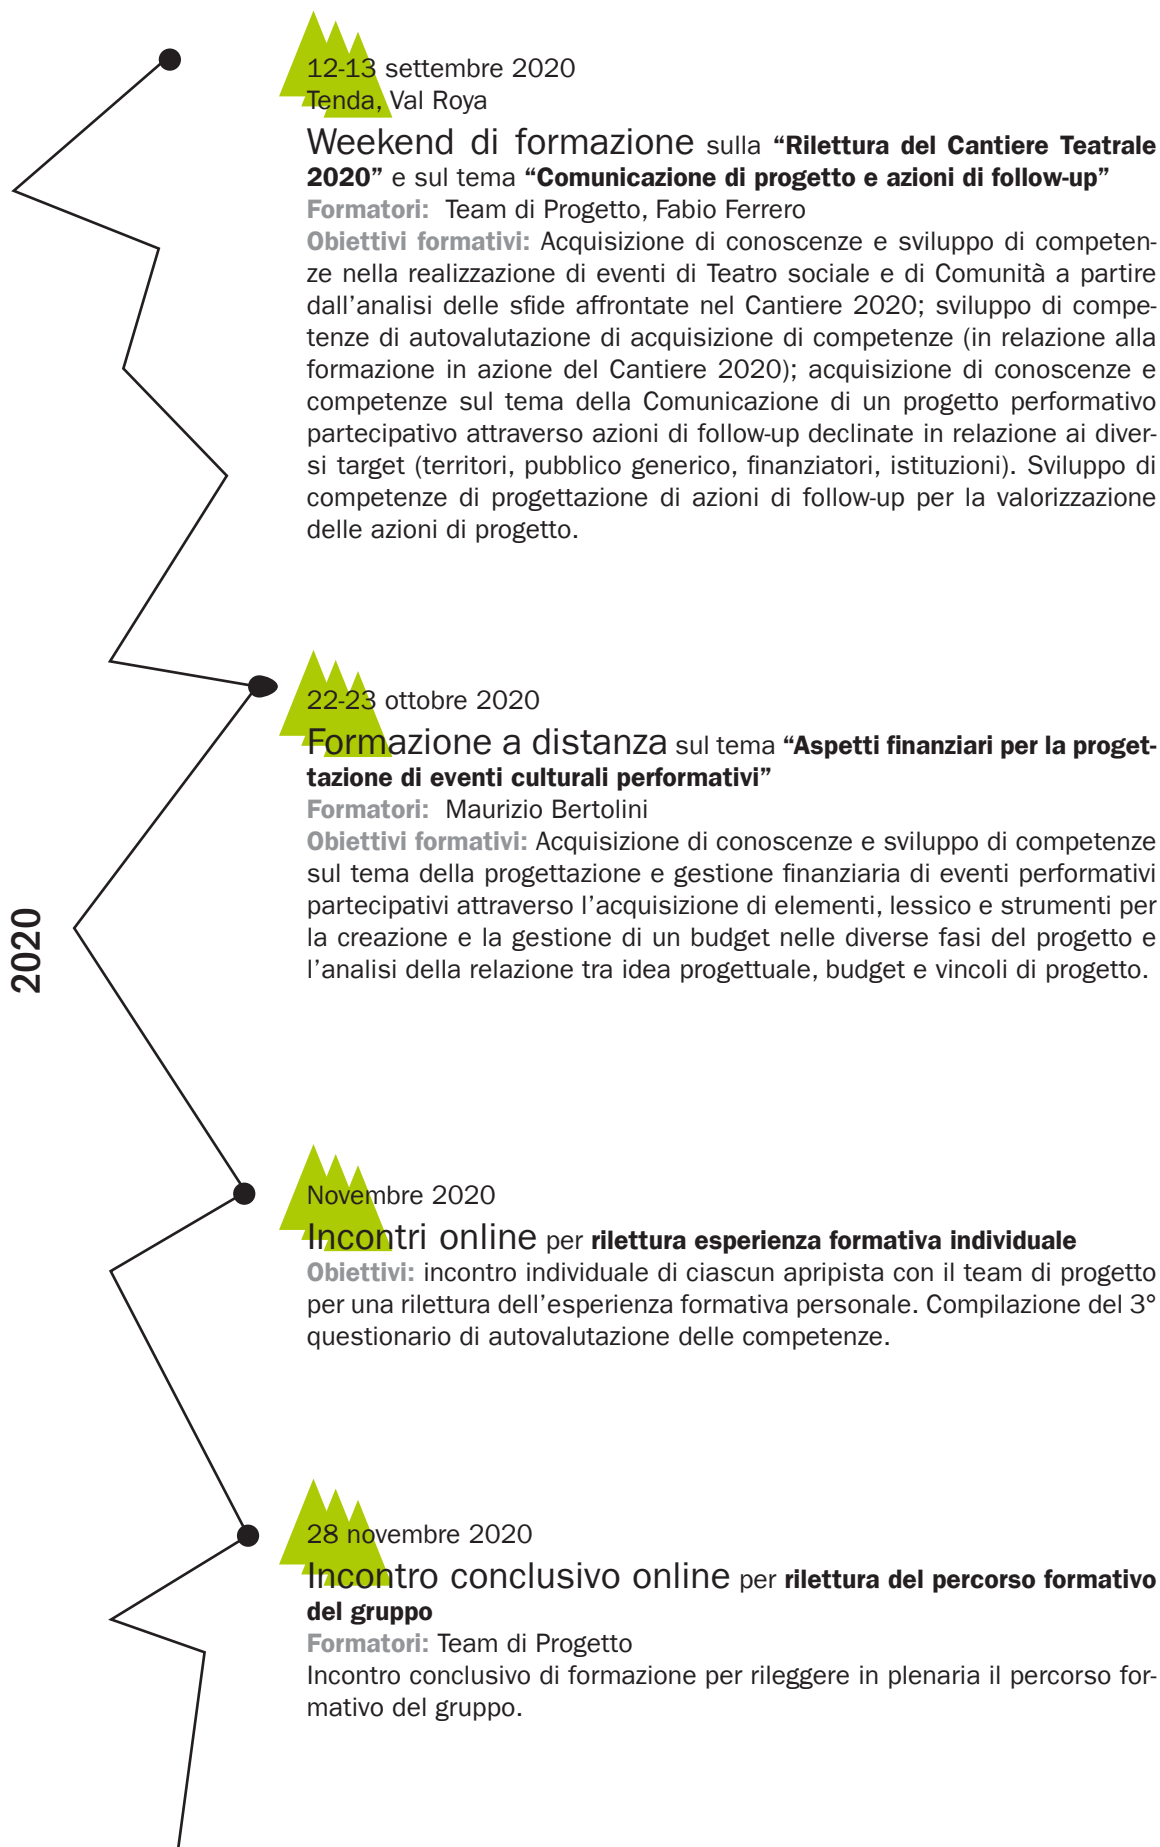 12-13 settembre 2020
Tenda, Val Roya
Weekend di formazione sulla “Rilettura del Cantiere Teatrale
2020” e sul tema “Comunicazione di progetto e azioni di follow-up”
Formatori: Team di Progetto, Fabio Ferrero
Obiettivi formativi: Acquisizione di conoscenze e sviluppo di competen-
ze nella realizzazione di eventi di Teatro sociale e di Comunità a partire
dall’analisi delle sfide affrontate nel Cantiere 2020; sviluppo di compe-
tenze di autovalutazione di acquisizione di competenze (in relazione alla
formazione in azione del Cantiere 2020); acquisizione di conoscenze e
competenze sul tema della Comunicazione di un progetto performativo
partecipativo attraverso azioni di follow-up declinate in relazione ai diver-
si target (territori, pubblico generico, finanziatori, istituzioni). Sviluppo di
competenze di progettazione di azioni di follow-up per la valorizzazione
delle azioni di progetto.
22-23 ottobre 2020
Formazione a distanza sul tema “Aspetti finanziari per la proget-
tazione di eventi culturali performativi”
Formatori: Maurizio Bertolini
Obiettivi formativi: Acquisizione di conoscenze e sviluppo di competenze
sul tema della progettazione e gestione finanziaria di eventi performativi
partecipativi attraverso l’acquisizione di elementi, lessico e strumenti per
la creazione e la gestione di un budget nelle diverse fasi del progetto e
l’analisi della relazione tra idea progettuale, budget e vincoli di progetto.
2020
Novembre 2020
Incontri online per rilettura esperienza formativa individuale
Obiettivi: incontro individuale di ciascun apripista con il team di progetto
per una rilettura dell’esperienza formativa personale. Compilazione del 3°
questionario di autovalutazione delle competenze.
28 novembre 2020
Incontro conclusivo online per rilettura del percorso formativo
del gruppo
Formatori: Team di Progetto
Incontro conclusivo di formazione per rileggere in plenaria il percorso for-
mativo del gruppo.